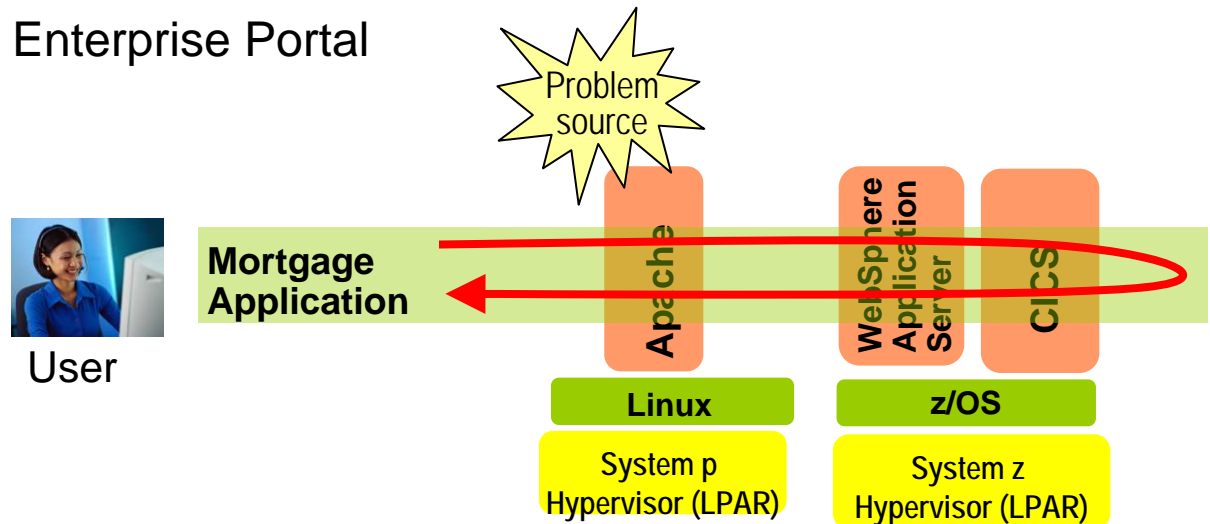 Enterprise Portal
Problem
source
Mortgage
Application
User
Apache
WebSphere
Application
Server
CICS
Linux
z/OS
System p
Hypervisor (LPAR)
System z
Hypervisor (LPAR)